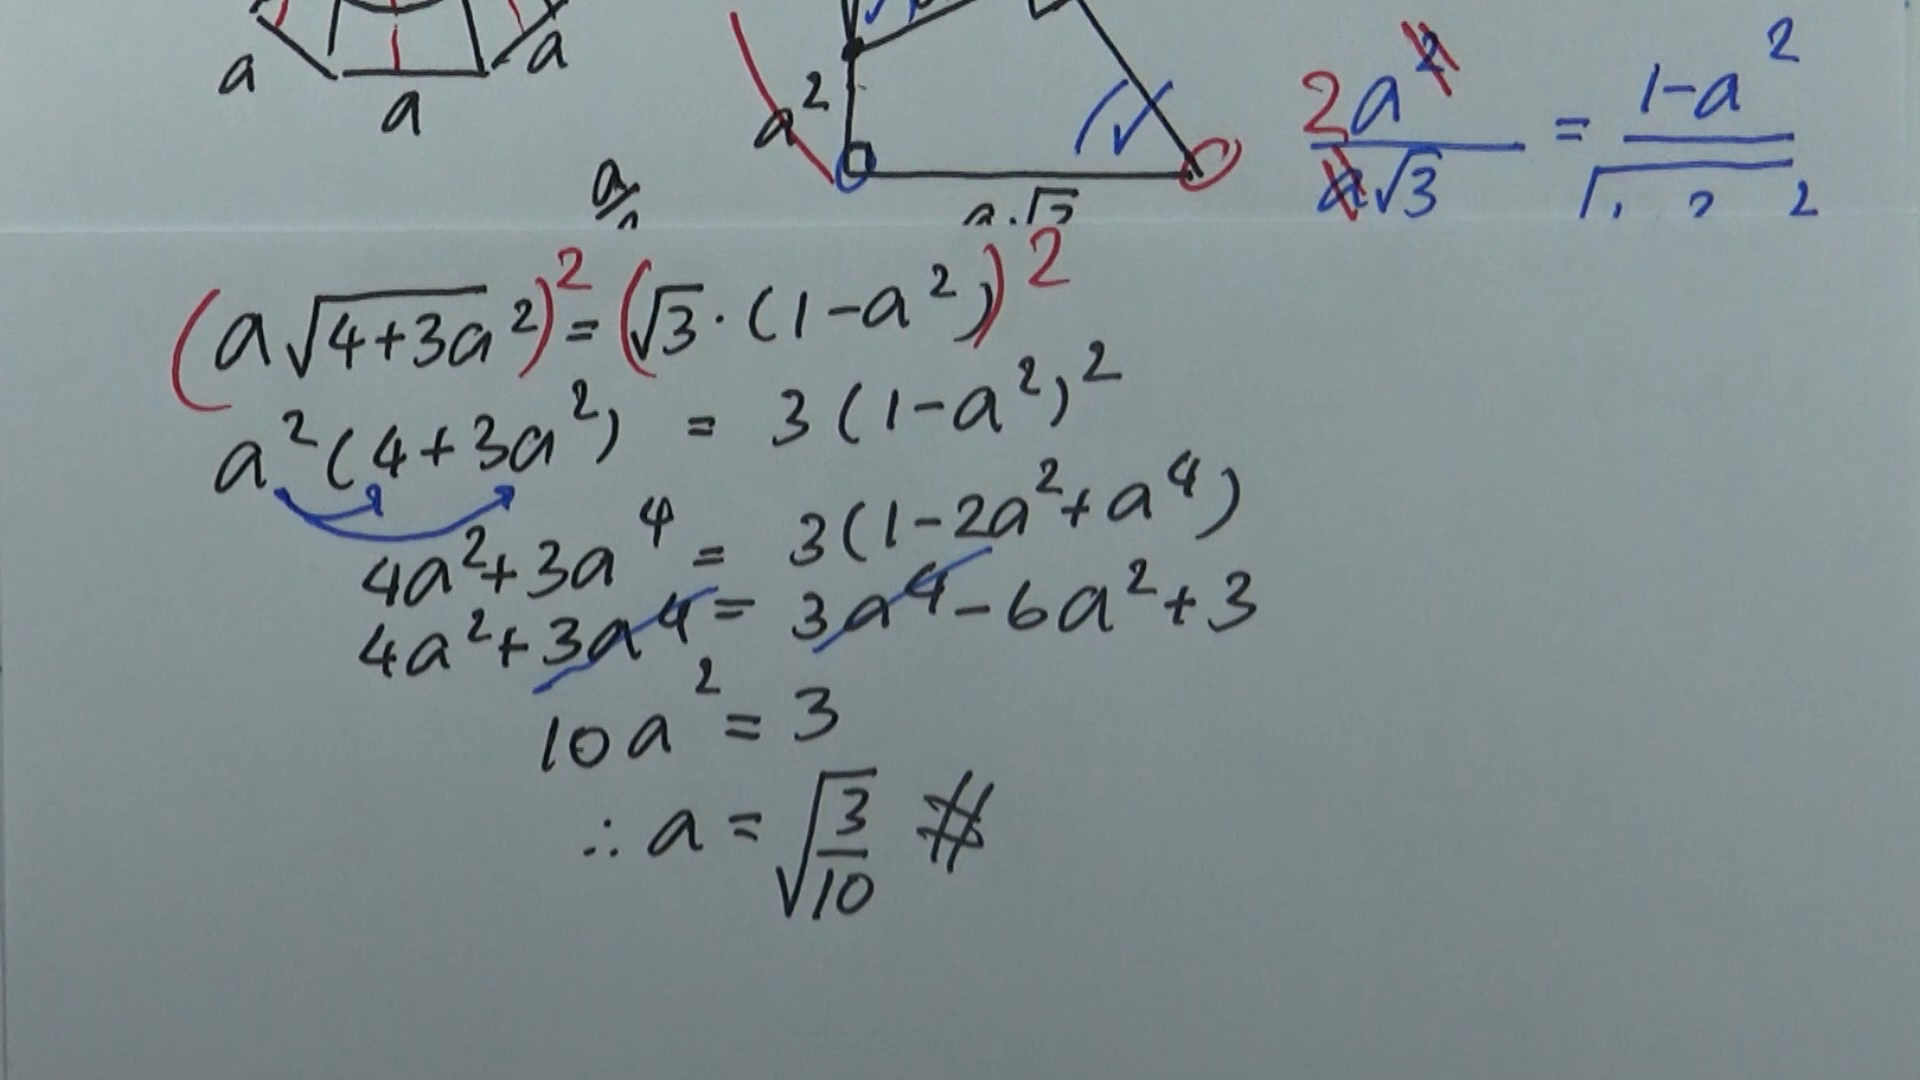 a a
a
a²
2a² / a√3 = 1-a² / √
a
a.√
(a√4+3a²)² = (√3·(1-a²))²
a²(4+3a²) = 3(1-a²)²
4a²+3a⁴ = 3(1-2a²+a⁴)
4a²+3a⁴ = 3a⁴-6a²+3
10a² = 3
∴ a = √3/10 #